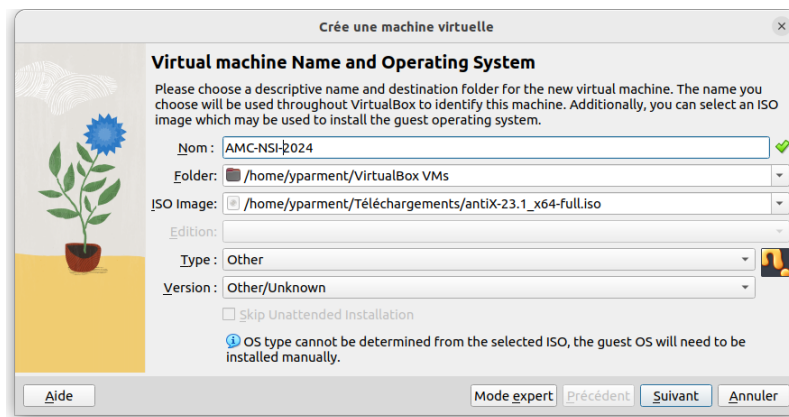 Crée une machine virtuelle
Virtual machine Name and Operating System
Please choose a descriptive name and destination folder for the new virtual machine. The name you
choose will be used throughout VirtualBox to identify this machine. Additionally, you can select an ISO
image which may be used to install the guest operating system.
Nom : AMC-NSI-2024
Folder: /home/yparment/VirtualBox VMs
ISO Image: /home/yparment/Téléchargements/antiX-23.1_x64-full.iso
Edition:
Type : Other
Version : Other/Unknown
Skip Unattended Installation
OS type cannot be determined from the selected ISO, the guest OS will need to be
installed manually.
Aide Mode expert Précédent Suivant Annuler